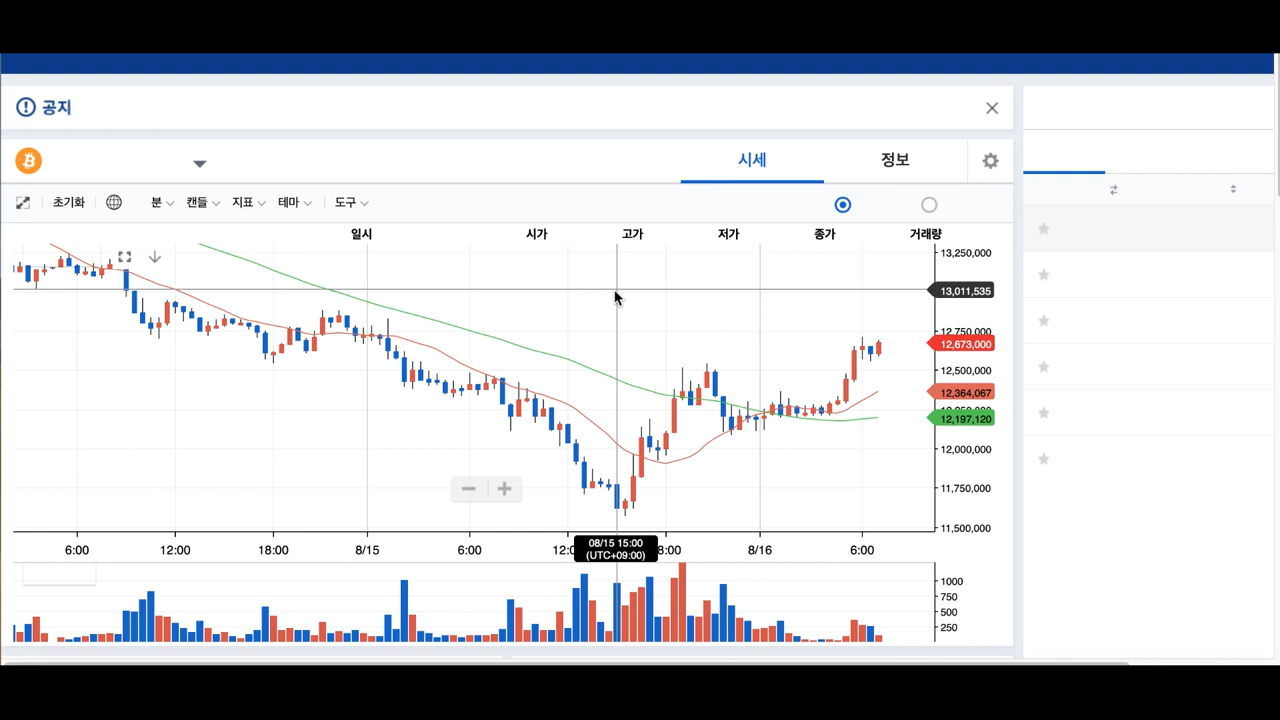 공지
시세 정보
초기화 분 캔들 지표 테마 도구
일시 시가 고가 저가 종가 거래량
13,250,000
13,011,535
12,750,000
12,673,000
12,500,000
12,364,067
12,197,120
12,000,000
11,750,000
11,500,000
6:00 12:00 18:00 8/15 6:00 8/16 6:00
08/15 15:00
(UTC+09:00)
1000
750
500
250